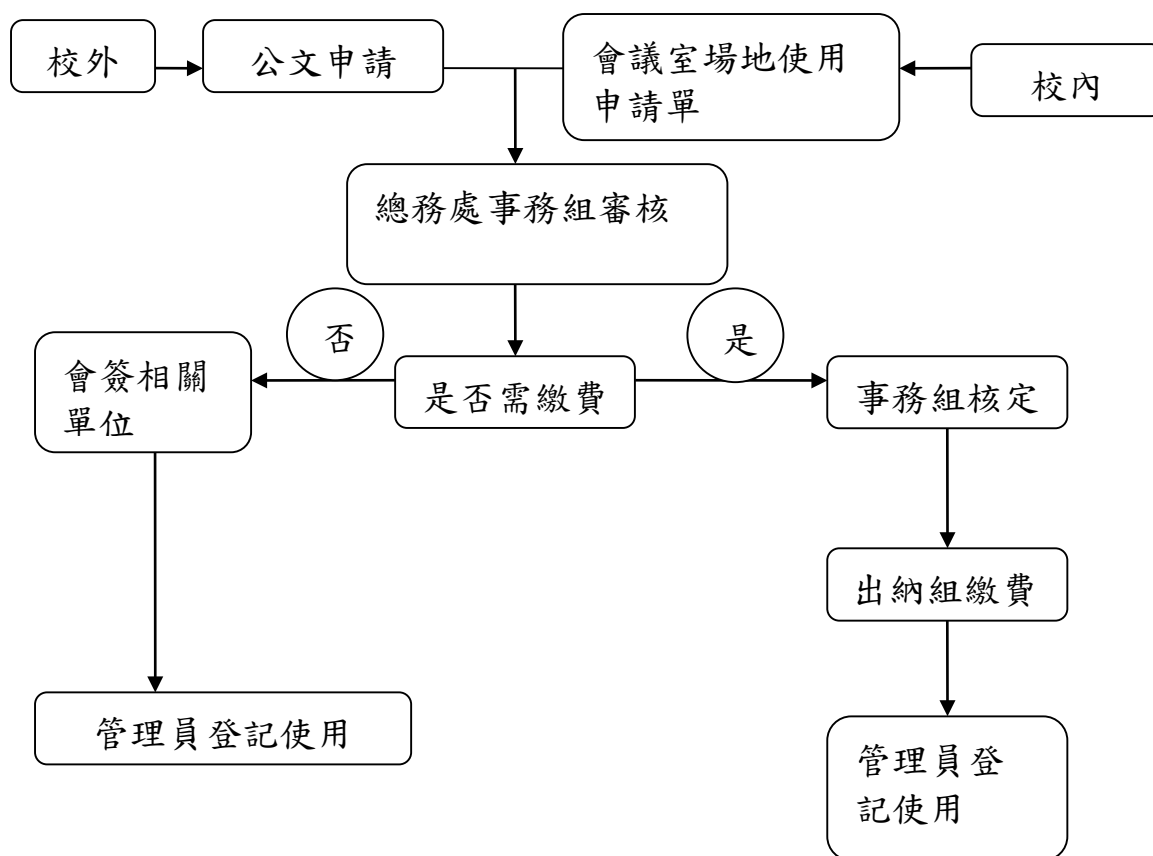 校外
公文申請
會議室場地使用
申請單
校內
總務處事務組審核
否
是
會簽相關
單位
是否需繳費
事務組核定
出納組繳費
管理員登記使用
管理員登
記使用